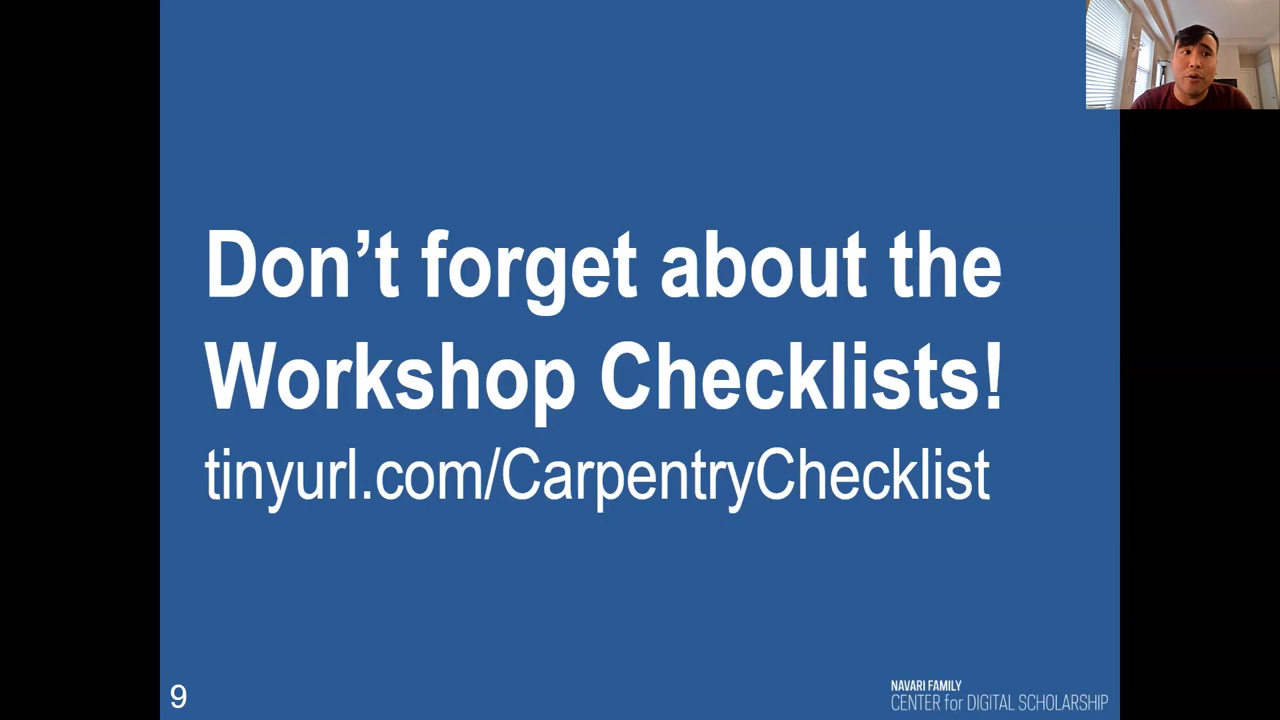 Don’t forget about the
Workshop Checklists!
tinyurl.com/CarpentryChecklist
9
NAVARI FAMILY
CENTER for DIGITAL SCHOLARSHIP